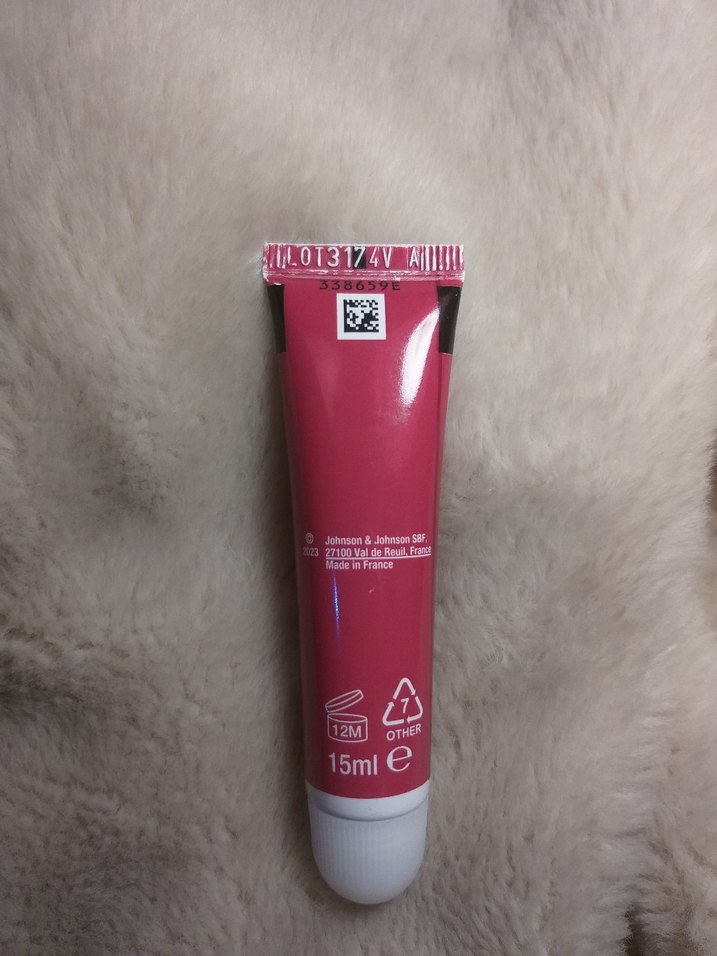 LOT3174V A
338659E
© Johnson & Johnson SBF,
2023 27100 Val de Reuil, France
Made in France
12M
7
OTHER
15ml e